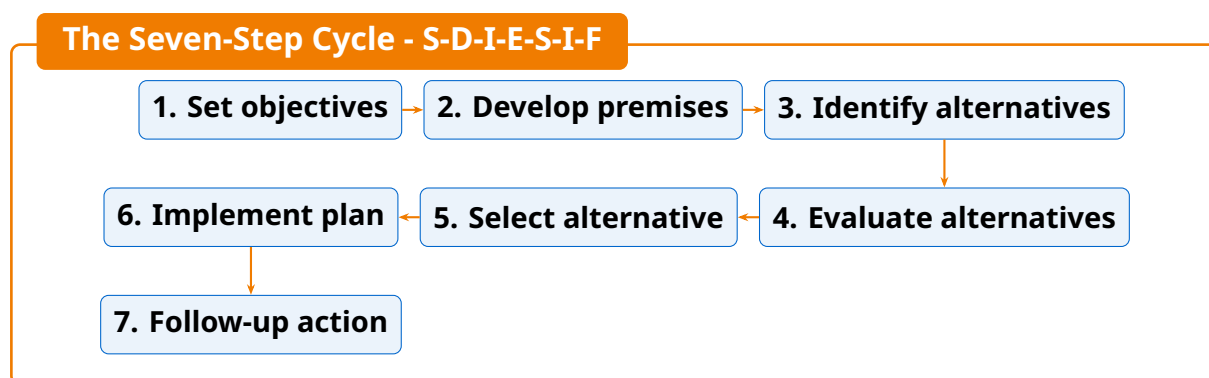 The Seven-Step Cycle - S-D-I-E-S-I-F
1. Set objectives
2. Develop premises
3. Identify alternatives
4. Evaluate alternatives
5. Select alternative
6. Implement plan
7. Follow-up action